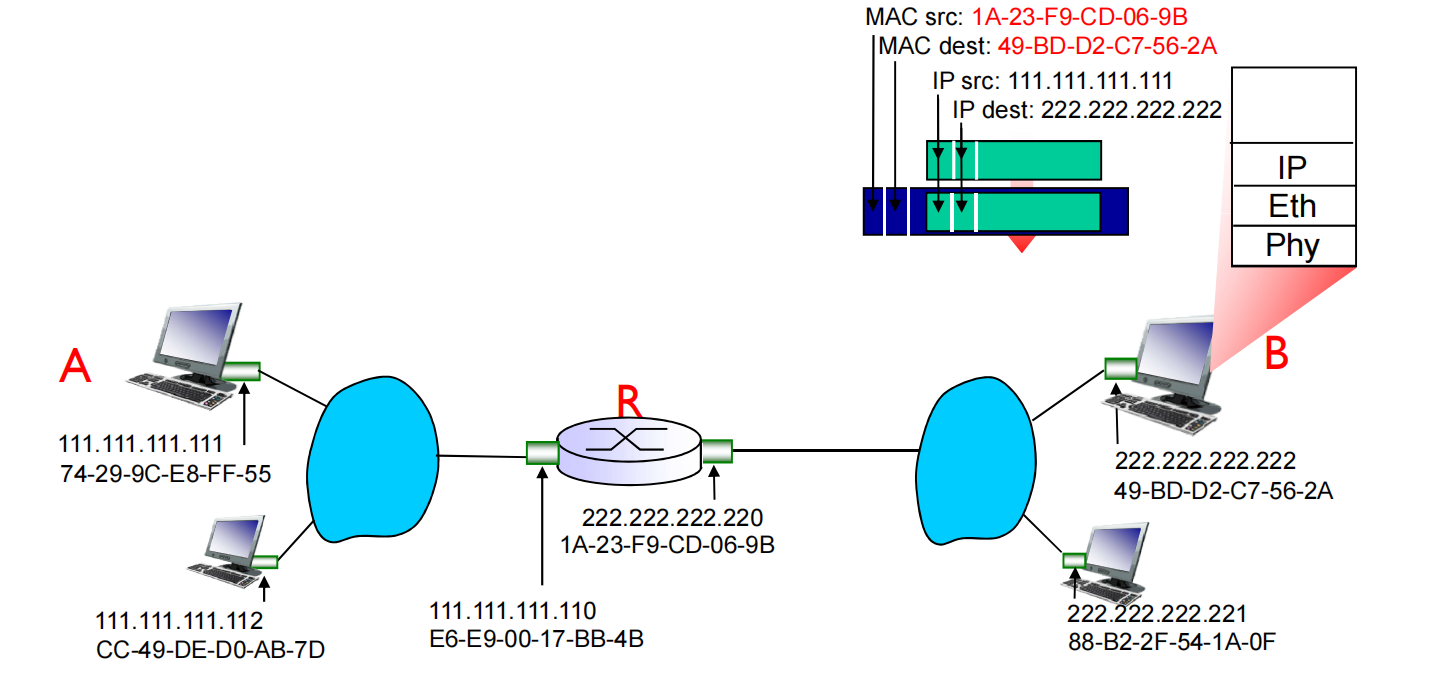 MAC src: 1A-23-F9-CD-06-9B
MAC dest: 49-BD-D2-C7-56-2A
IP src: 111.111.111.111
IP dest: 222.222.222.222
IP
Eth
Phy
A
R
B
111.111.111.111
74-29-9C-E8-FF-55
222.222.222.222
49-BD-D2-C7-56-2A
222.222.222.220
1A-23-F9-CD-06-9B
111.111.111.112
CC-49-DE-D0-AB-7D
111.111.111.110
E6-E9-00-17-BB-4B
222.222.222.221
88-B2-2F-54-1A-0F